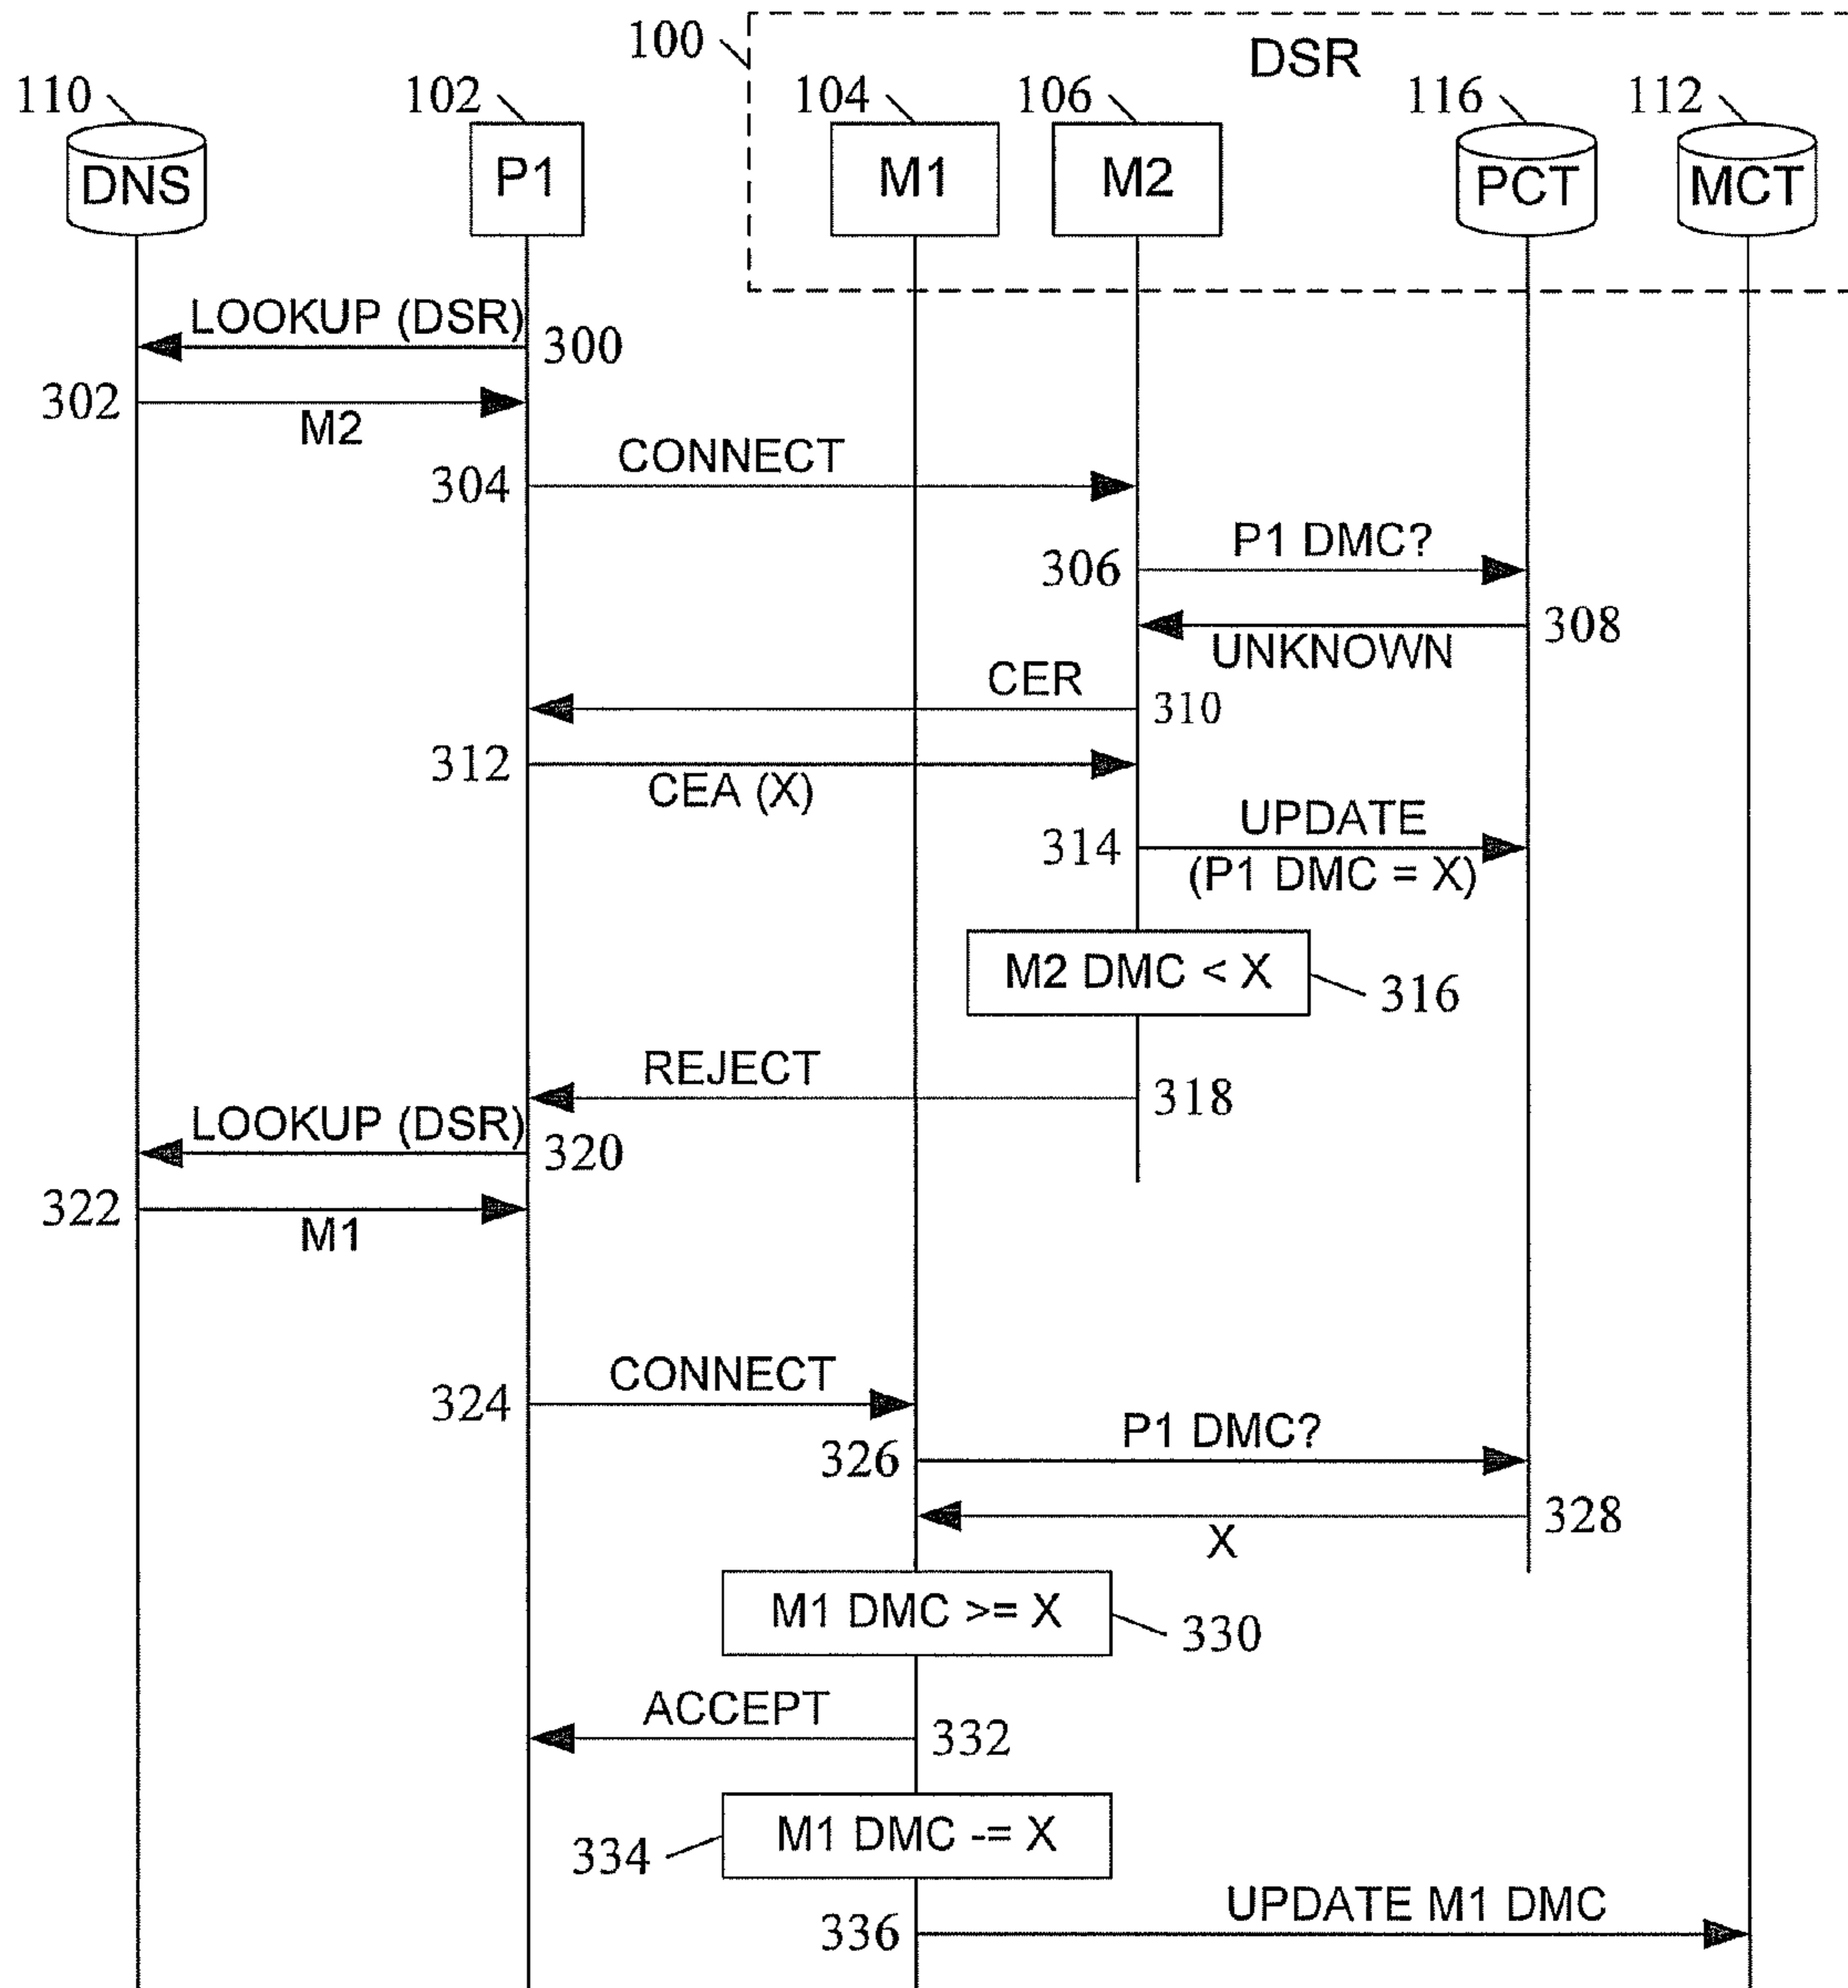 100
DSR
110
102
104
106
116
112
DNS
P1
M1
M2
PCT
MCT
LOOKUP (DSR)
300
302
M2
CONNECT
304
P1 DMC?
306
308
UNKNOWN
CER
310
312
CEA (X)
UPDATE
314
(P1 DMC = X)
M2 DMC < X
316
REJECT
318
LOOKUP (DSR)
320
322
M1
CONNECT
324
P1 DMC?
326
328
X
M1 DMC >= X
330
ACCEPT
332
M1 DMC -= X
334
UPDATE M1 DMC
336